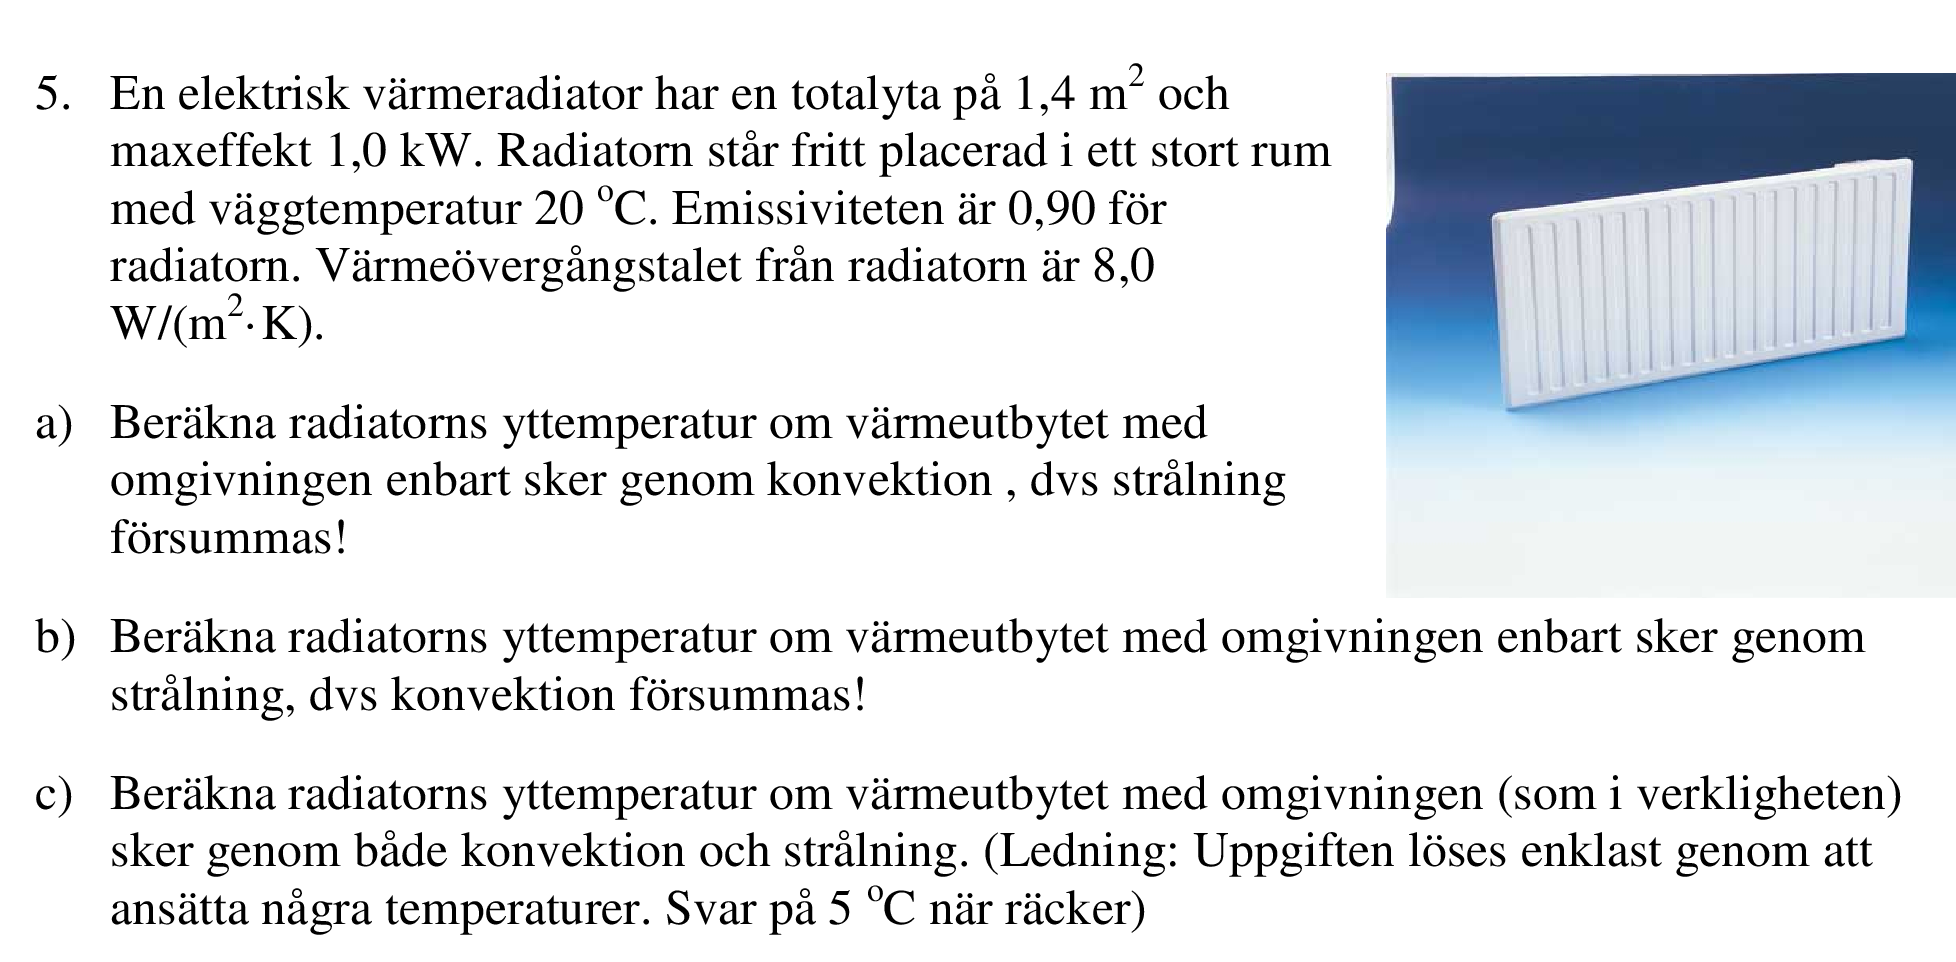 5. En elektrisk värmeradiator har en totalyta på 1,4 m² och
maxeffekt 1,0 kW. Radiatorn står fritt placerad i ett stort rum
med väggtemperatur 20 °C. Emissiviteten är 0,90 för
radiatorn. Värmeövergångstalet från radiatorn är 8,0
W/(m²·K).
a) Beräkna radiatorns yttemperatur om värmeutbytet med
omgivningen enbart sker genom konvektion , dvs strålning
försummas!
b) Beräkna radiatorns yttemperatur om värmeutbytet med omgivningen enbart sker genom
strålning, dvs konvektion försummas!
c) Beräkna radiatorns yttemperatur om värmeutbytet med omgivningen (som i verkligheten)
sker genom både konvektion och strålning. (Ledning: Uppgiften löses enklast genom att
ansätta några temperaturer. Svar på 5 °C när räcker)